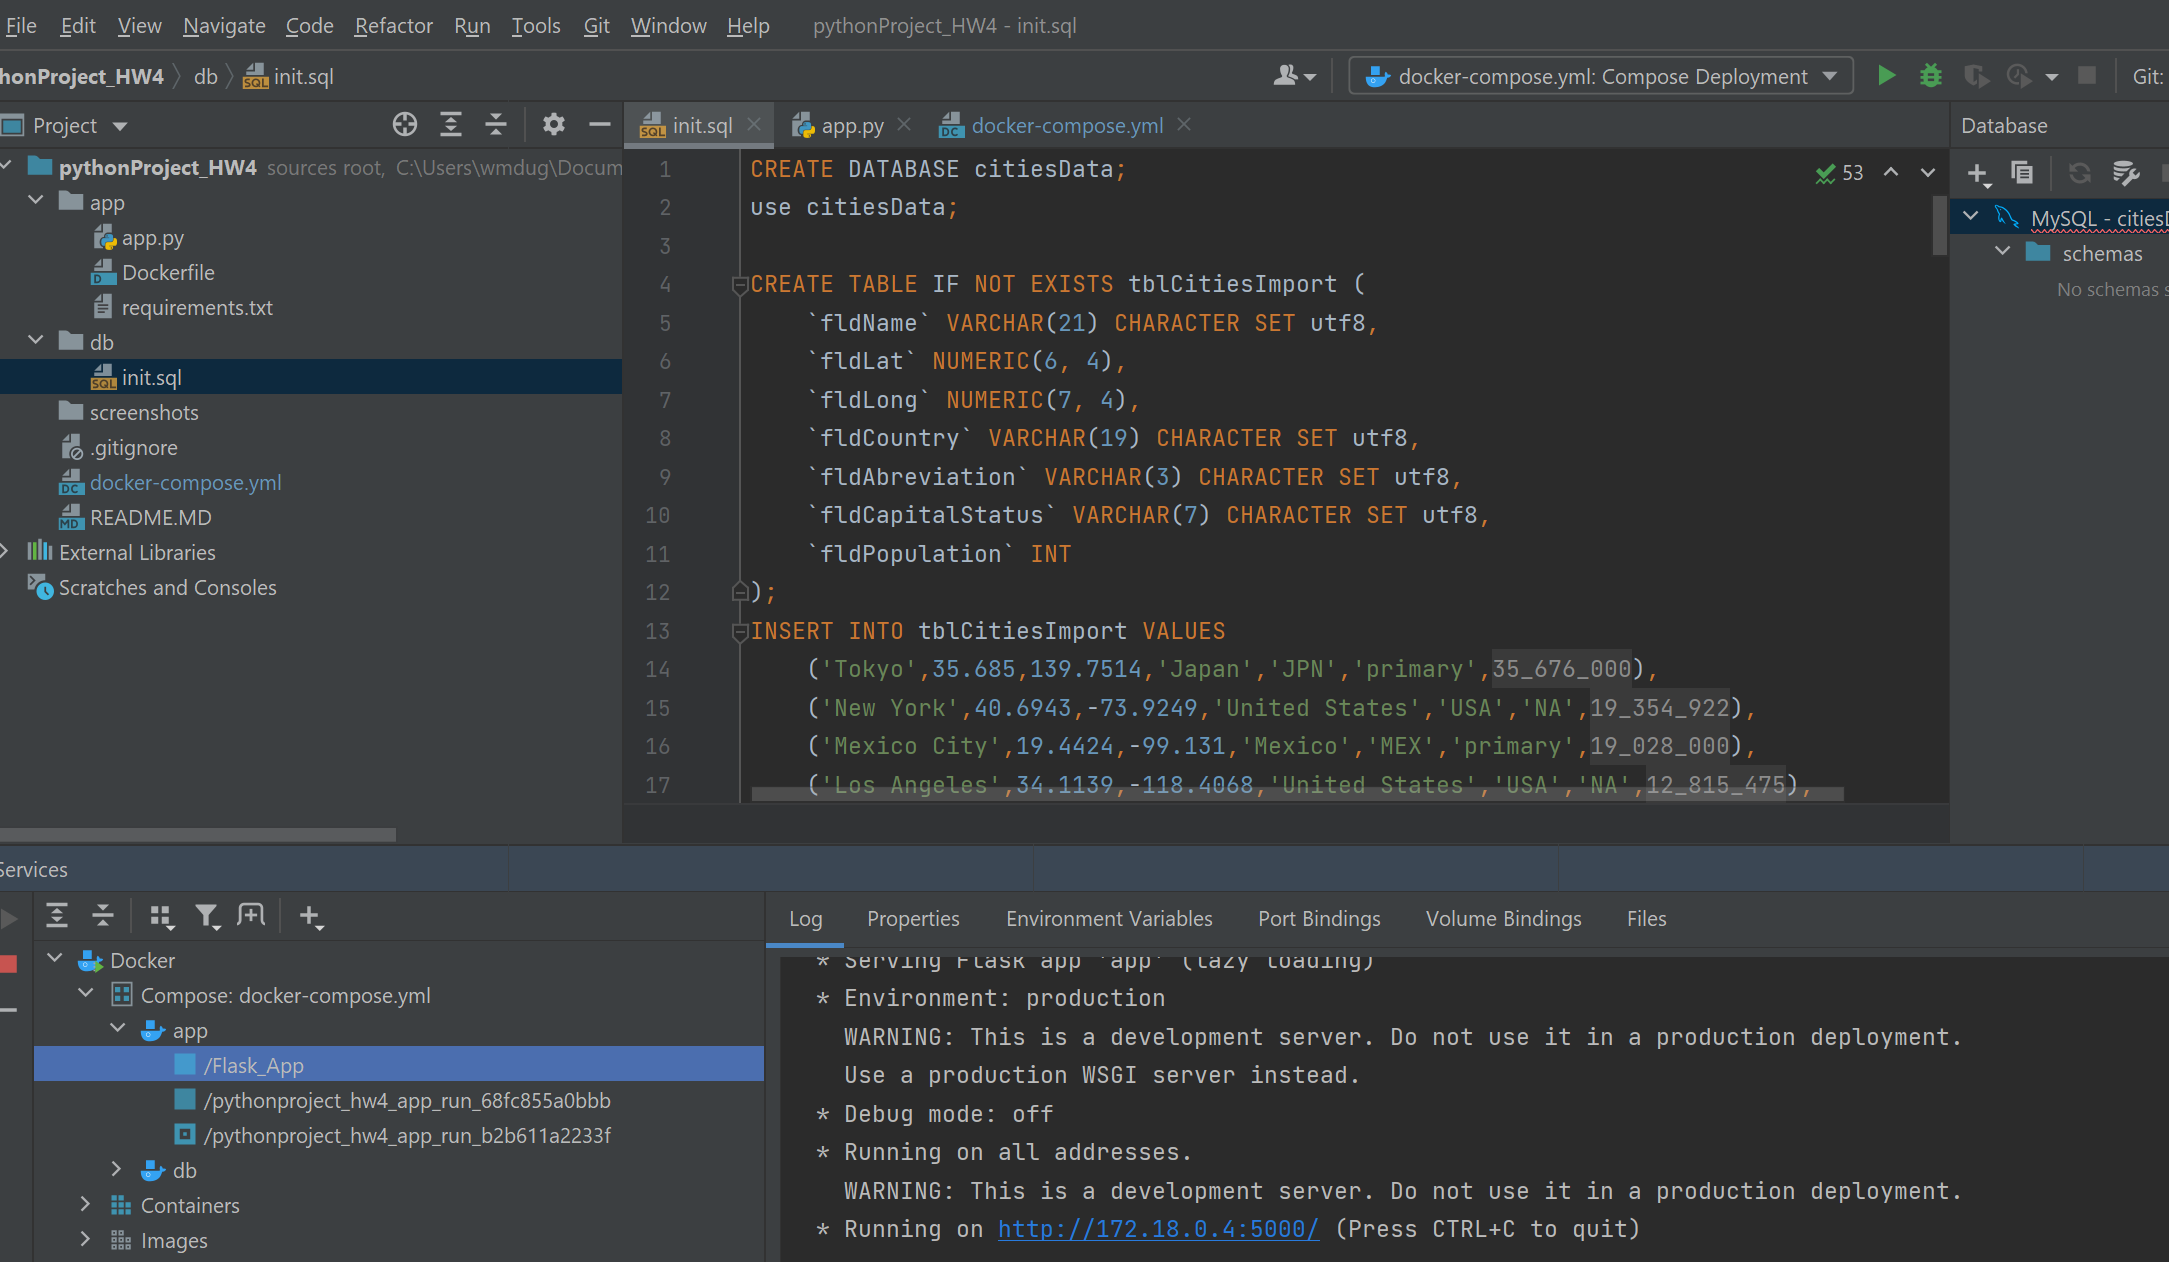 File Edit View Navigate Code Refactor Run Tools Git Window Help pythonProject_HW4 - init.sql
honProject_HW4 db init.sql docker-compose.yml: Compose Deployment Git:
Project
init.sql app.py docker-compose.yml
Database
pythonProject_HW4 sources root, C:\Users\wmdug\Docum
app
app.py
Dockerfile
requirements.txt
db
init.sql
screenshots
.gitignore
docker-compose.yml
README.MD
External Libraries
Scratches and Consoles
53
1 CREATE DATABASE citiesData;
2 use citiesData;
3
4 CREATE TABLE IF NOT EXISTS tblCitiesImport (
5 `fldName` VARCHAR(21) CHARACTER SET utf8,
6 `fldLat` NUMERIC(6, 4),
7 `fldLong` NUMERIC(7, 4),
8 `fldCountry` VARCHAR(19) CHARACTER SET utf8,
9 `fldAbreviation` VARCHAR(3) CHARACTER SET utf8,
10 `fldCapitalStatus` VARCHAR(7) CHARACTER SET utf8,
11 `fldPopulation` INT
12 );
13 INSERT INTO tblCitiesImport VALUES
14 ('Tokyo',35.685,139.7514,'Japan','JPN','primary',35_676_000),
15 ('New York',40.6943,-73.9249,'United States','USA','NA',19_354_922),
16 ('Mexico City',19.4424,-99.131,'Mexico','MEX','primary',19_028_000),
17 ('Los Angeles',34.1139,-118.4068,'United States','USA','NA',12_815_475),
MySQL - citiesD
schemas
No schemas s
Services
Docker
Compose: docker-compose.yml
app
/Flask_App
/pythonproject_hw4_app_run_68fc855a0bbb
/pythonproject_hw4_app_run_b2b611a2233f
db
Containers
Images
Log Properties Environment Variables Port Bindings Volume Bindings Files
* Serving Flask app 'app' (lazy loading)
* Environment: production
WARNING: This is a development server. Do not use it in a production deployment.
Use a production WSGI server instead.
* Debug mode: off
* Running on all addresses.
WARNING: This is a development server. Do not use it in a production deployment.
* Running on http://172.18.0.4:5000/ (Press CTRL+C to quit)